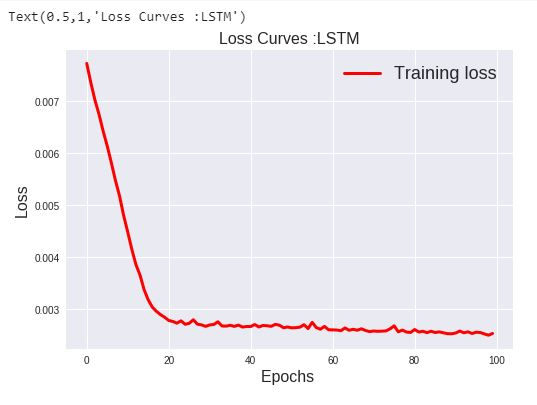 Text(0.5,1,'Loss Curves :LSTM')
Loss Curves :LSTM
Training loss
Loss
0.007
0.006
0.005
0.004
0.003
0 20 40 60 80 100
Epochs